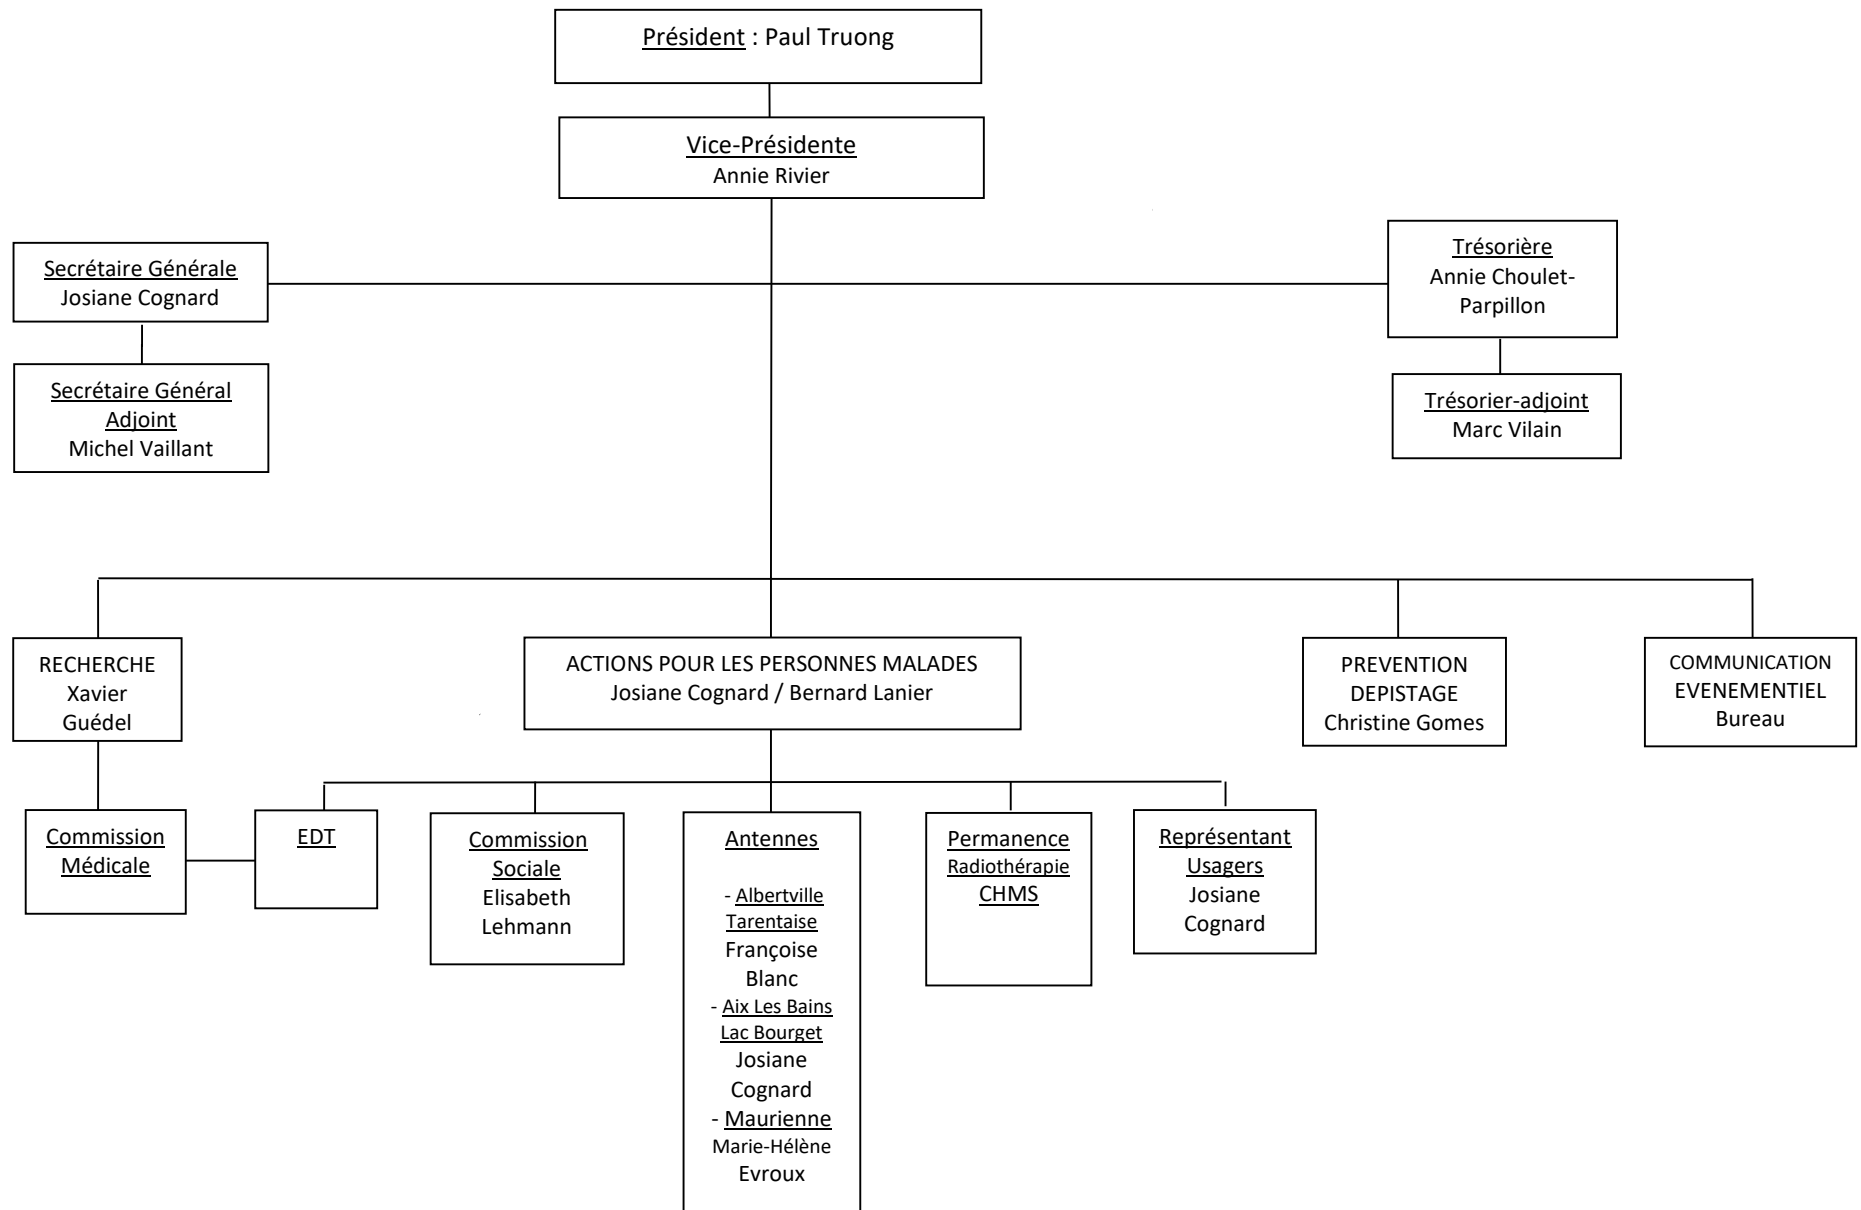 Président : Paul Truong
Vice-Présidente
Annie Rivier
Secrétaire Générale
Josiane Cognard
Trésorière
Annie Choulet-
Parpillon
Secrétaire Général
Adjoint
Michel Vaillant
Trésorier-adjoint
Marc Vilain
RECHERCHE
Xavier
Guédel
ACTIONS POUR LES PERSONNES MALADES
Josiane Cognard / Bernard Lanier
PREVENTION
DEPISTAGE
Christine Gomes
COMMUNICATION
EVENEMENTIEL
Bureau
Commission
Médicale
EDT
Commission
Sociale
Elisabeth
Lehmann
Antennes
- Albertville
Tarentaise
Françoise
Blanc
- Aix Les Bains
Lac Bourget
Josiane
Cognard
- Maurienne
Marie-Hélène
Evroux
Permanence
Radiothérapie
CHMS
Représentant
Usagers
Josiane
Cognard